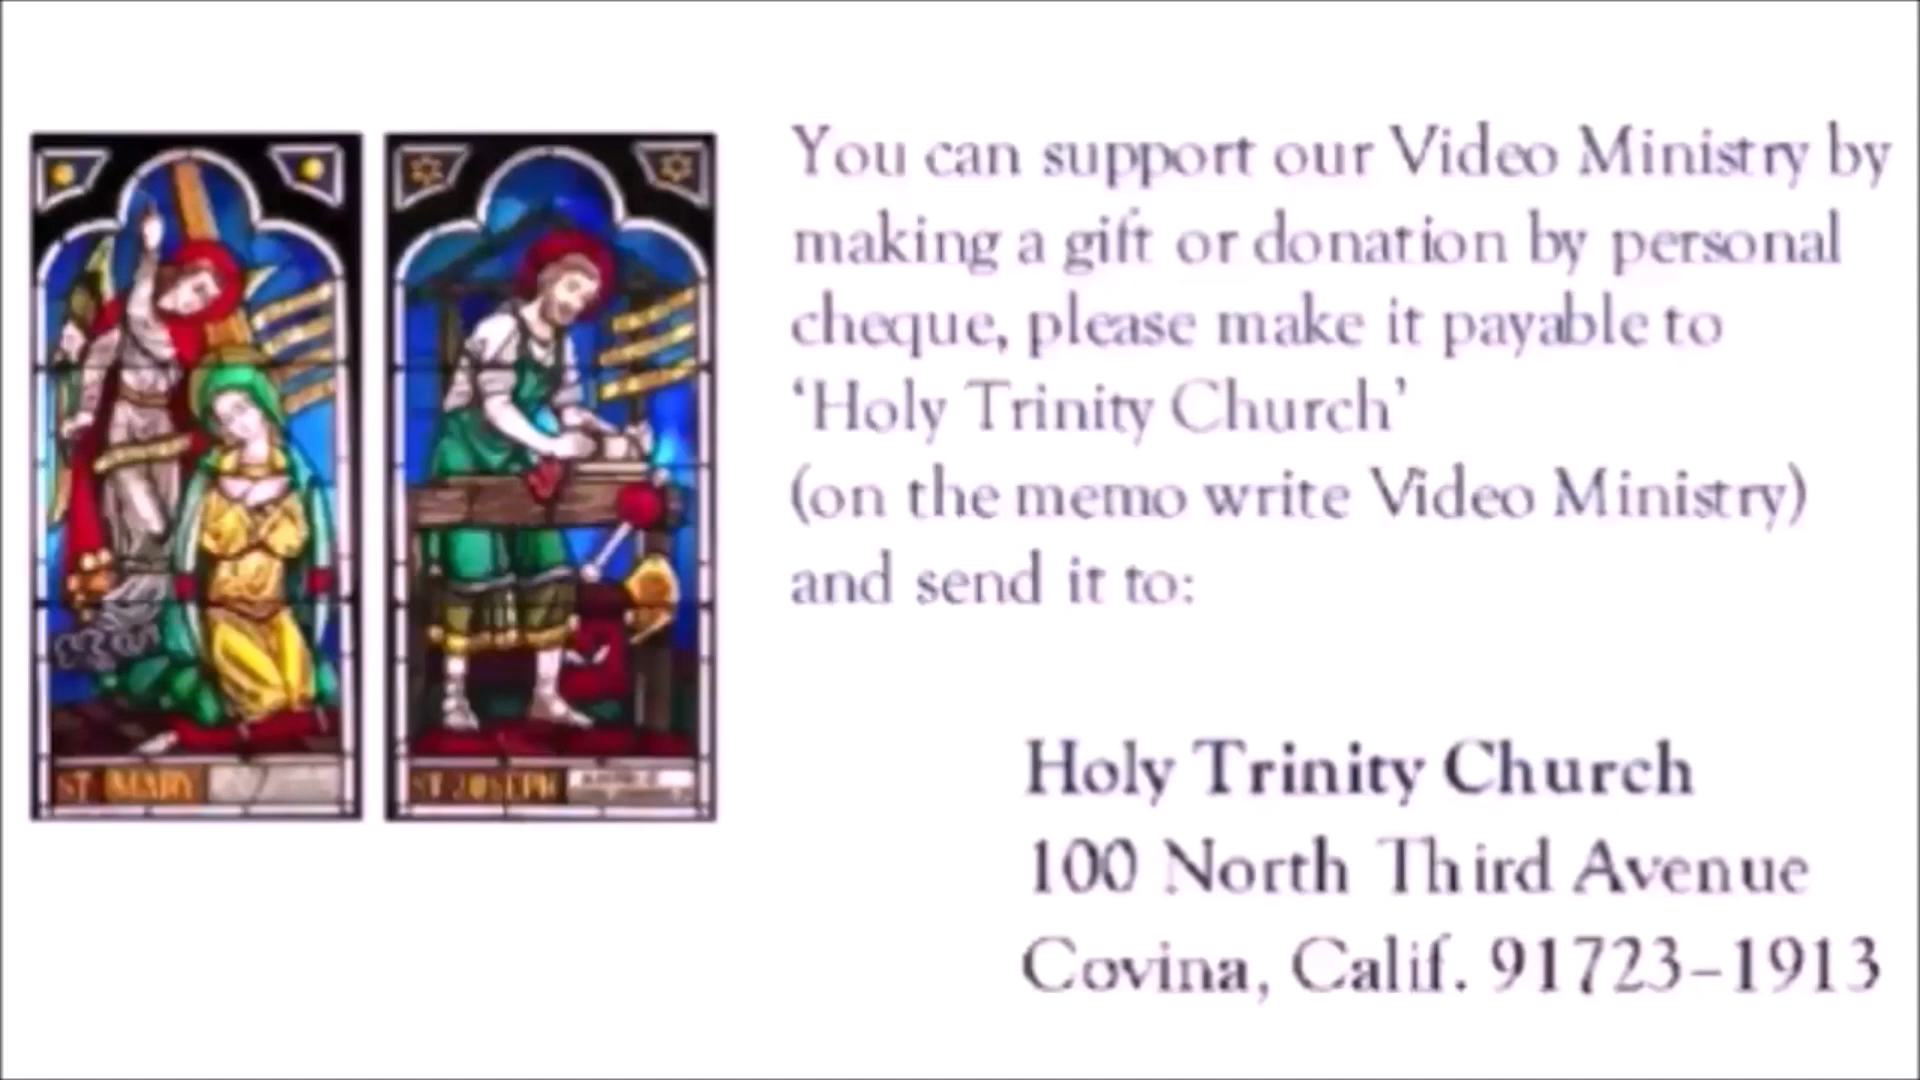 You can support our Video Ministry by
making a gift or donation by personal
cheque, please make it payable to
‘Holy Trinity Church’
(on the memo write Video Ministry)
and send it to:
Holy Trinity Church
100 North Third Avenue
Covina, Calif. 91723-1913
ST. MARY
ST JOSEPH